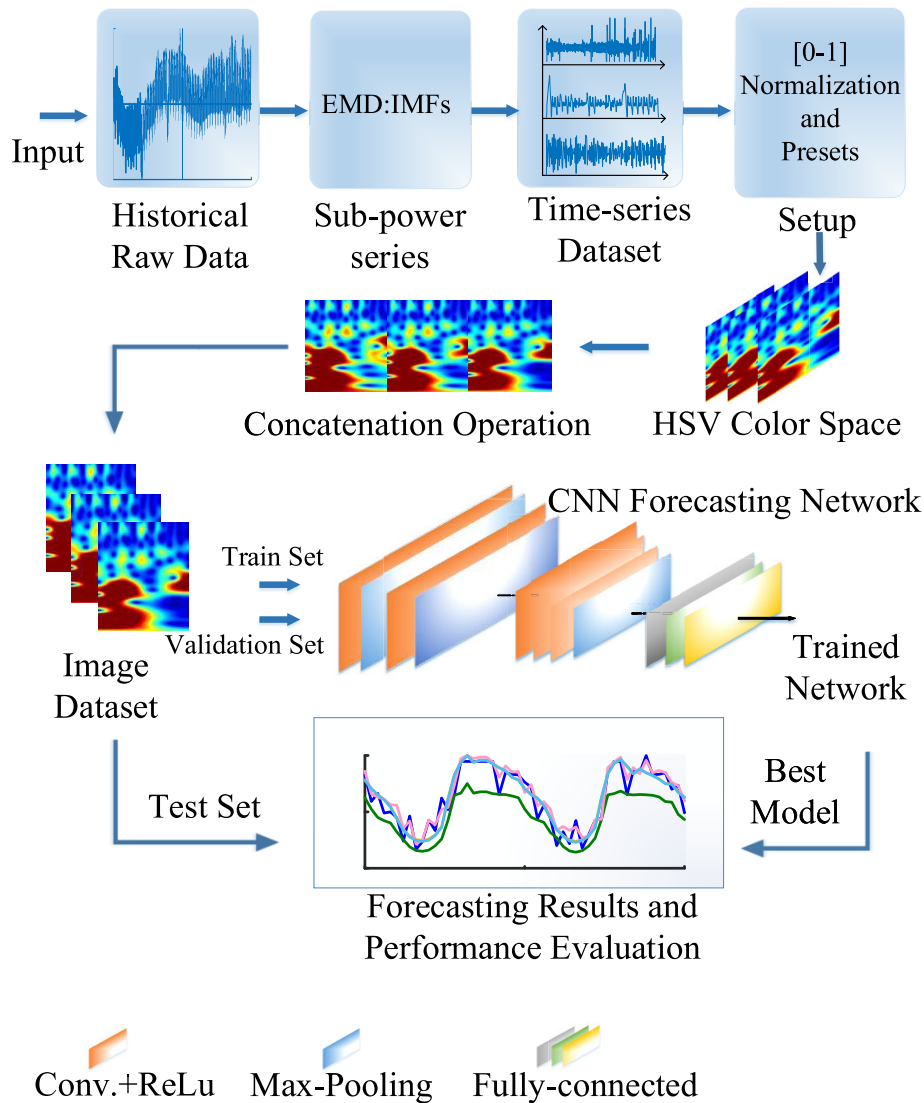 Input
EMD:IMFs
[0-1]
Normalization
and
Presets
Historical
Raw Data
Sub-power
series
Time-series
Dataset
Setup
Concatenation Operation
HSV Color Space
CNN Forecasting Network
Train Set
Validation Set
Image
Dataset
Trained
Network
Test Set
Best
Model
Forecasting Results and
Performance Evaluation
Conv.+ReLu
Max-Pooling
Fully-connected